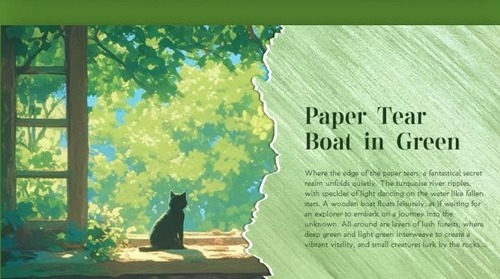 Paper Tear
Boat in Green
Where the edge of the paper tears, a fantastical secret
realm unfolds quietly. The turquoise river ripples,
with speckles of light dancing on the water like fallen
stars. A wooden boat floats leisurely, as if waiting for
an explorer to embark on a journey into the
unknown. All around are layers of lush forests, where
deep green and light green interweave to create a
vibrant vitality, and small creatures lurk by the rocks...